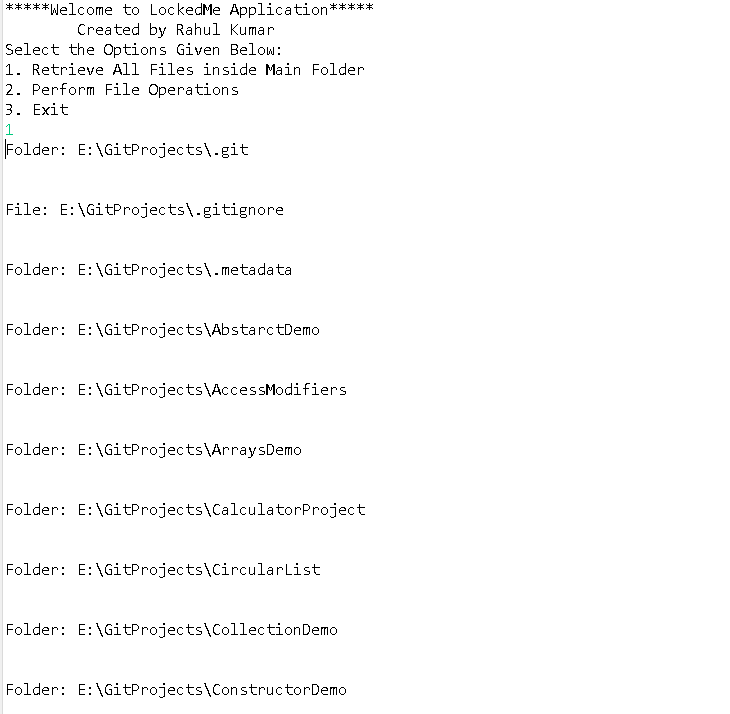 *****Welcome to LockedMe Application*****
Created by Rahul Kumar
Select the Options Given Below:
1. Retrieve All Files inside Main Folder
2. Perform File Operations
3. Exit
1
Folder: E:\GitProjects\.git
File: E:\GitProjects\.gitignore
Folder: E:\GitProjects\.metadata
Folder: E:\GitProjects\AbstarctDemo
Folder: E:\GitProjects\AccessModifiers
Folder: E:\GitProjects\ArraysDemo
Folder: E:\GitProjects\CalculatorProject
Folder: E:\GitProjects\CircularList
Folder: E:\GitProjects\CollectionDemo
Folder: E:\GitProjects\ConstructorDemo